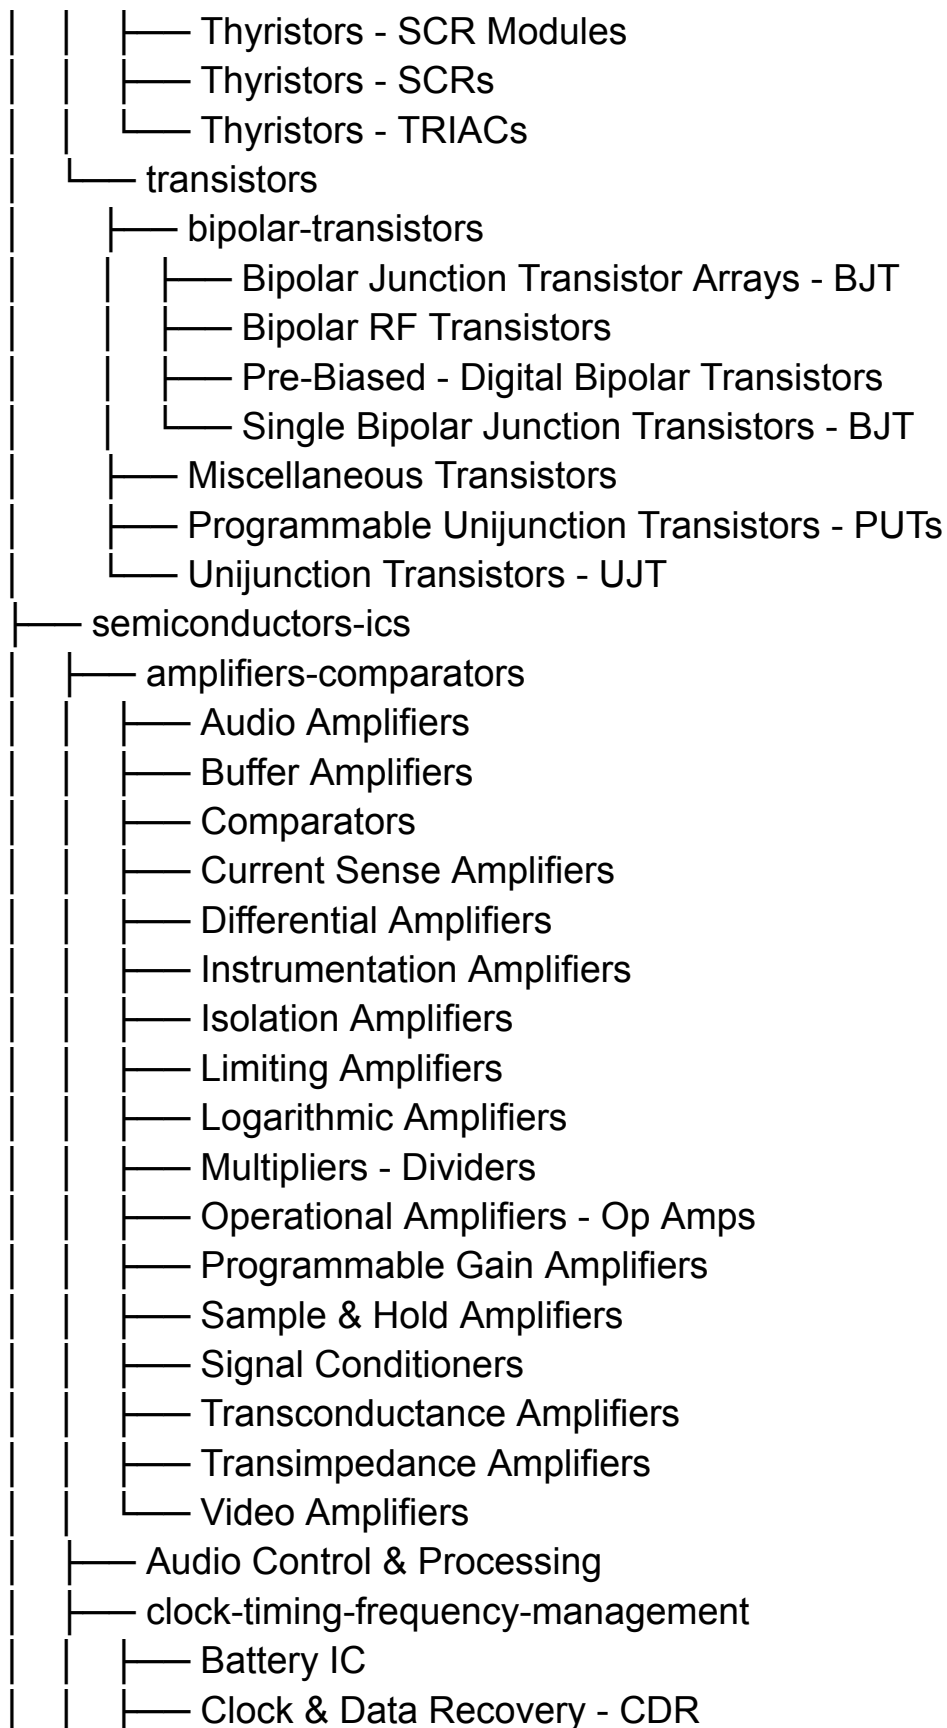 │ │ ├── Thyristors - SCR Modules
│ │ ├── Thyristors - SCRs
│ │ └── Thyristors - TRIACs
│ └── transistors
│ ├── bipolar-transistors
│ │ ├── Bipolar Junction Transistor Arrays - BJT
│ │ ├── Bipolar RF Transistors
│ │ ├── Pre-Biased - Digital Bipolar Transistors
│ │ └── Single Bipolar Junction Transistors - BJT
│ ├── Miscellaneous Transistors
│ ├── Programmable Unijunction Transistors - PUTs
│ └── Unijunction Transistors - UJT
├── semiconductors-ics
│ ├── amplifiers-comparators
│ │ ├── Audio Amplifiers
│ │ ├── Buffer Amplifiers
│ │ ├── Comparators
│ │ ├── Current Sense Amplifiers
│ │ ├── Differential Amplifiers
│ │ ├── Instrumentation Amplifiers
│ │ ├── Isolation Amplifiers
│ │ ├── Limiting Amplifiers
│ │ ├── Logarithmic Amplifiers
│ │ ├── Multipliers - Dividers
│ │ ├── Operational Amplifiers - Op Amps
│ │ ├── Programmable Gain Amplifiers
│ │ ├── Sample & Hold Amplifiers
│ │ ├── Signal Conditioners
│ │ ├── Transconductance Amplifiers
│ │ ├── Transimpedance Amplifiers
│ │ └── Video Amplifiers
│ ├── Audio Control & Processing
│ ├── clock-timing-frequency-management
│ │ ├── Battery IC
│ │ ├── Clock & Data Recovery - CDR